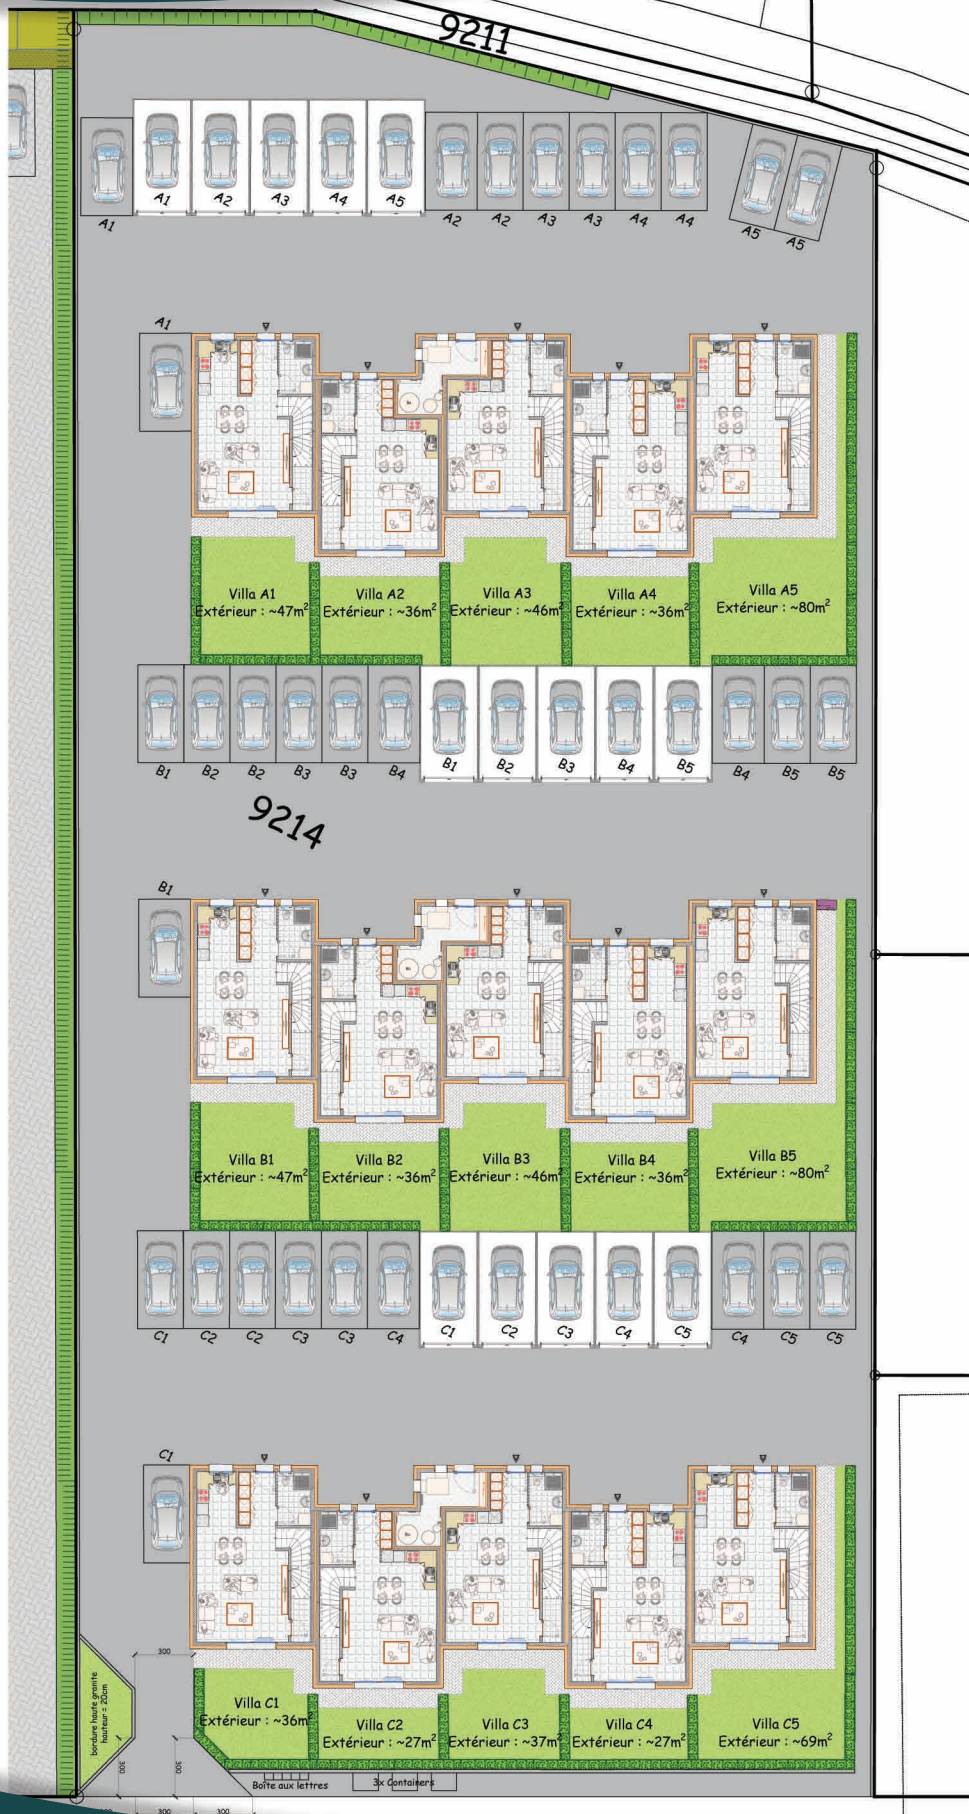 9211
A1 A2 A3 A4 A5
A1 A2 A2 A3 A3 A4 A4 A5 A5
A1
Villa A1
Extérieur : ~47m²
Villa A2
Extérieur : ~36m²
Villa A3
Extérieur : ~46m²
Villa A4
Extérieur : ~36m²
Villa A5
Extérieur : ~80m²
B1 B2 B2 B3 B3 B4 B1 B2 B3 B4 B5 B4 B5 B5
9214
B1
Villa B1
Extérieur : ~47m²
Villa B2
Extérieur : ~36m²
Villa B3
Extérieur : ~46m²
Villa B4
Extérieur : ~36m²
Villa B5
Extérieur : ~80m²
C1 C2 C2 C3 C3 C4 C1 C2 C3 C4 C5 C4 C5 C5
C1
300
bordure haute granite
hauteur = 20cm
Villa C1
Extérieur : ~36m²
Villa C2
Extérieur : ~27m²
Villa C3
Extérieur : ~37m²
Villa C4
Extérieur : ~27m²
Villa C5
Extérieur : ~69m²
300 300
Boîte aux lettres
3x Containers
300 300